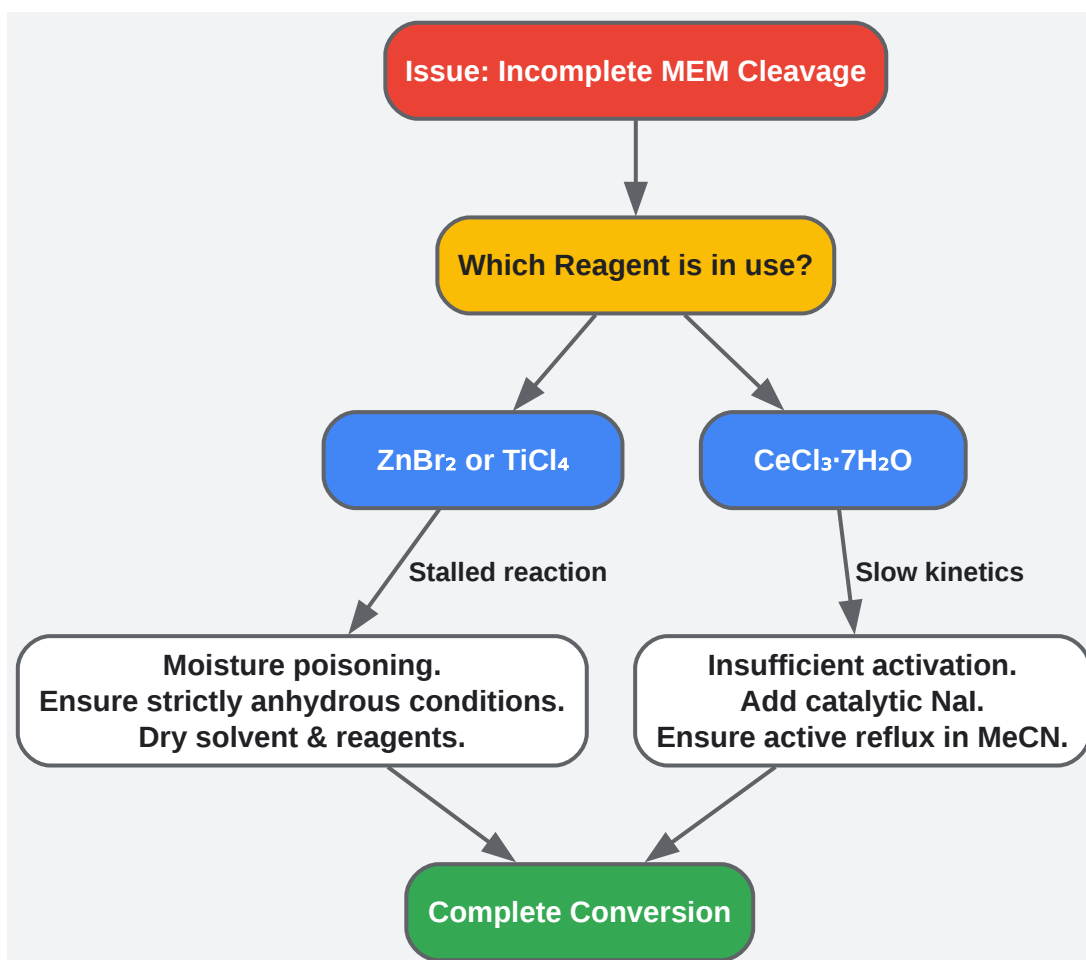 Issue: Incomplete MEM Cleavage
Which Reagent is in use?
ZnBr₂ or TiCl₄
CeCl₃·7H₂O
Stalled reaction
Slow kinetics
Moisture poisoning.
Ensure strictly anhydrous conditions.
Dry solvent & reagents.
Insufficient activation.
Add catalytic NaI.
Ensure active reflux in MeCN.
Complete Conversion